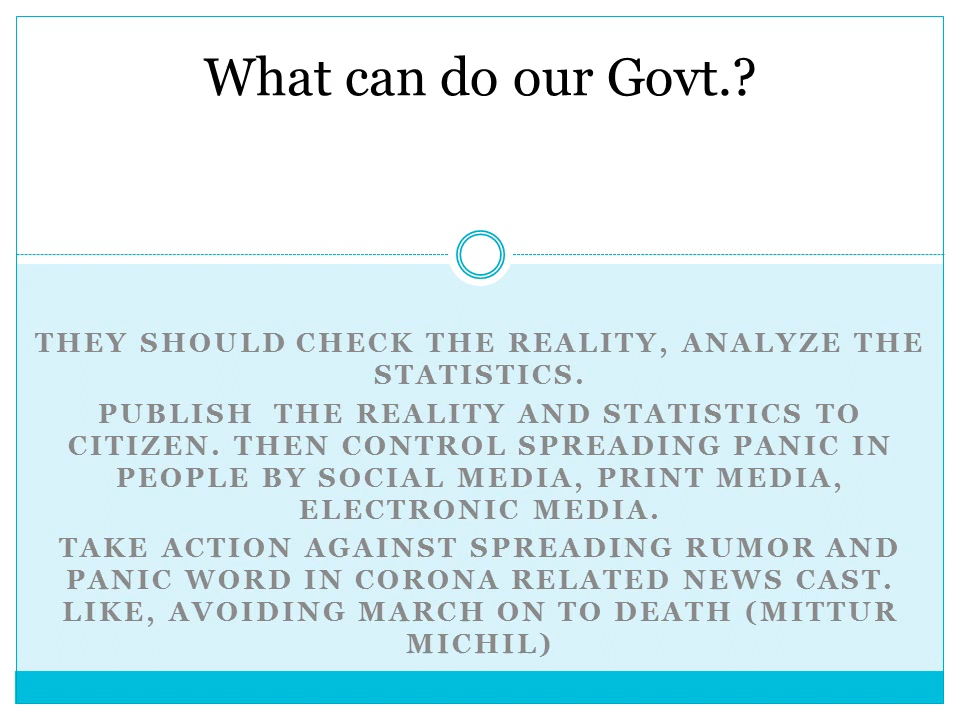 What can do our Govt.?
THEY SHOULD CHECK THE REALITY, ANALYZE THE
STATISTICS.
PUBLISH THE REALITY AND STATISTICS TO
CITIZEN. THEN CONTROL SPREADING PANIC IN
PEOPLE BY SOCIAL MEDIA, PRINT MEDIA,
ELECTRONIC MEDIA.
TAKE ACTION AGAINST SPREADING RUMOR AND
PANIC WORD IN CORONA RELATED NEWS CAST.
LIKE, AVOIDING MARCH ON TO DEATH (MITTUR
MICHIL)